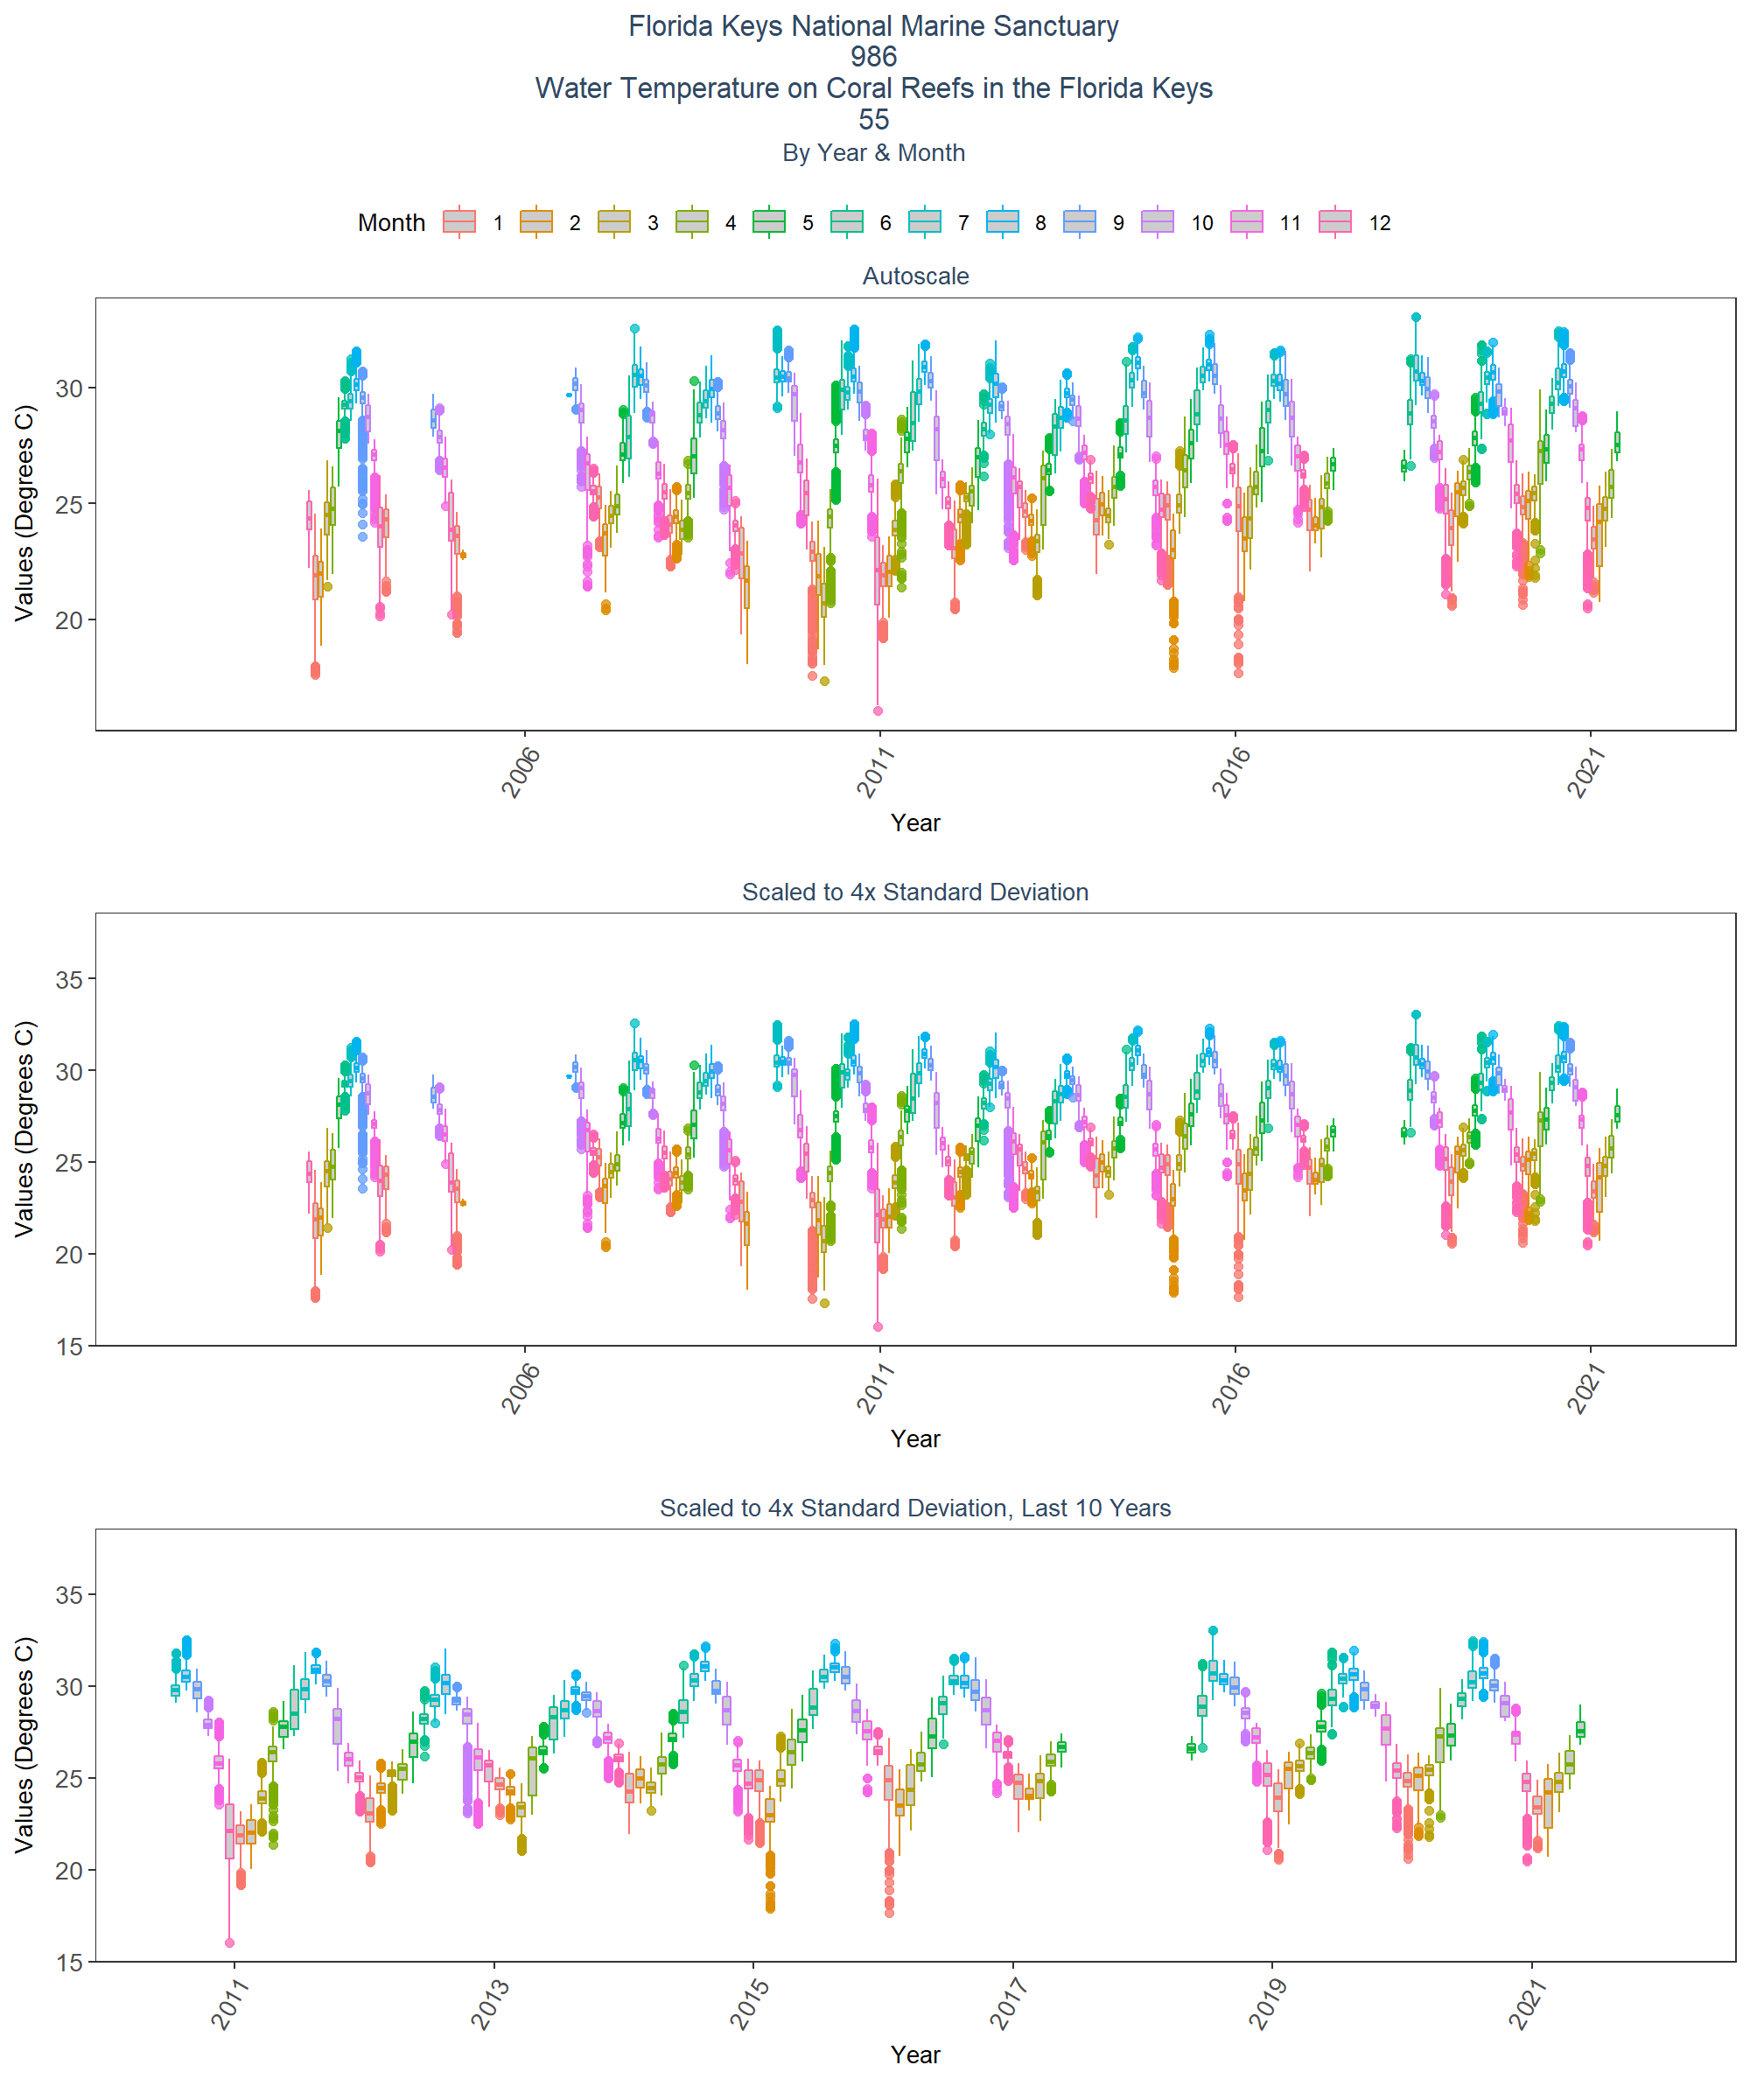 Florida Keys National Marine Sanctuary
986
Water Temperature on Coral Reefs in the Florida Keys
55
By Year & Month
Month 1 2 3 4 5 6 7 8 9 10 11 12
Autoscale
Values (Degrees C)
30
25
20
2006 2011 2016 2021
Year
Scaled to 4x Standard Deviation
Values (Degrees C)
35
30
25
20
15
2006 2011 2016 2021
Year
Scaled to 4x Standard Deviation, Last 10 Years
Values (Degrees C)
35
30
25
20
15
2011 2013 2015 2017 2019 2021
Year